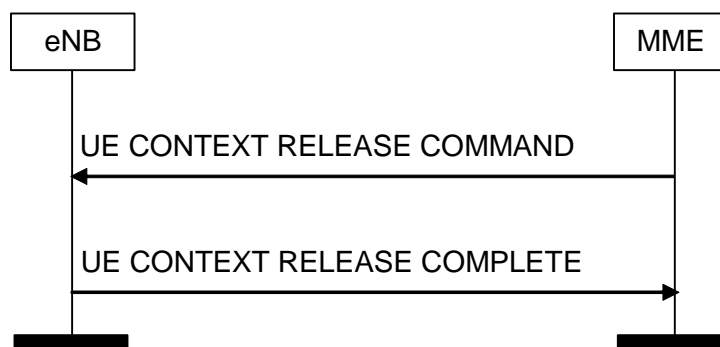 eNB
MME
UE CONTEXT RELEASE COMMAND
UE CONTEXT RELEASE COMPLETE